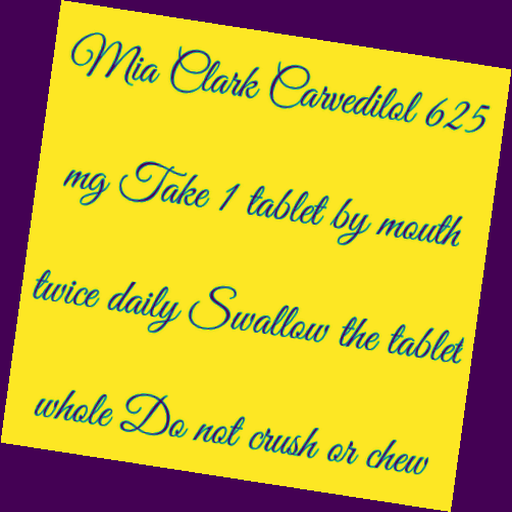 Mia Clark Carvedilol 625
mg Take 1 tablet by mouth
twice daily Swallow the tablet
whole Do not crush or chew